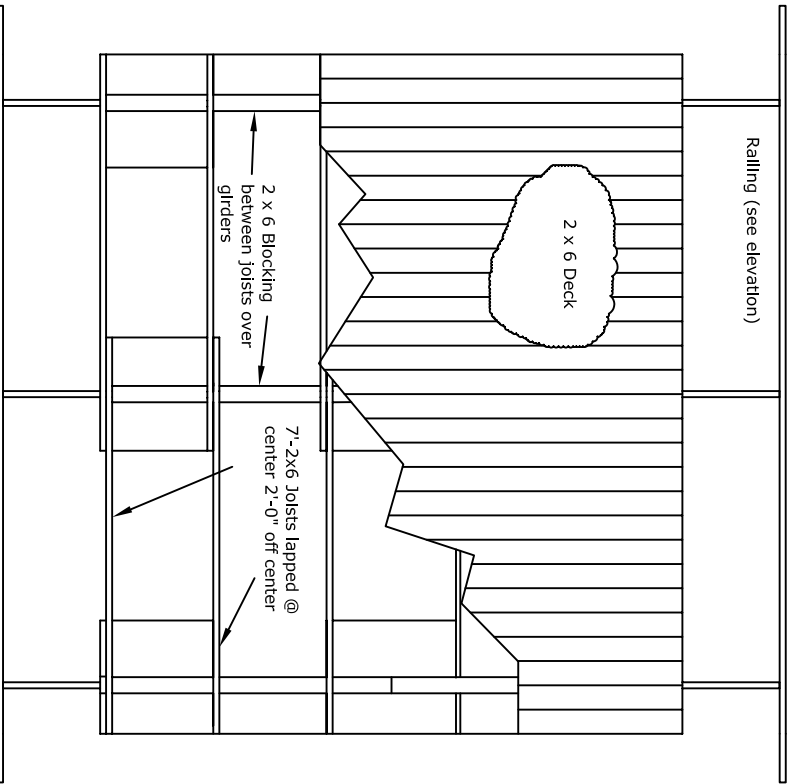 Railing (see elevation)
2 x 6 Deck
2 x 6 Blocking
between joists over
girders
7'-2x6 Joists lapped @
center 2'-0" off center